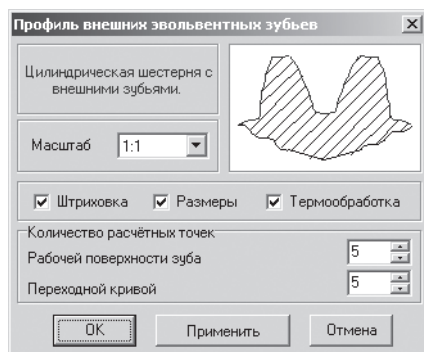 Профиль внешних эвольвентных зубьев
Цилиндрическая шестерня с
внешними зубьями.
Масштаб 1:1
Штриховка Размеры Термообработка
Количество расчётных точек
Рабочей поверхности зуба 5
Переходной кривой 5
OK Применить Отмена